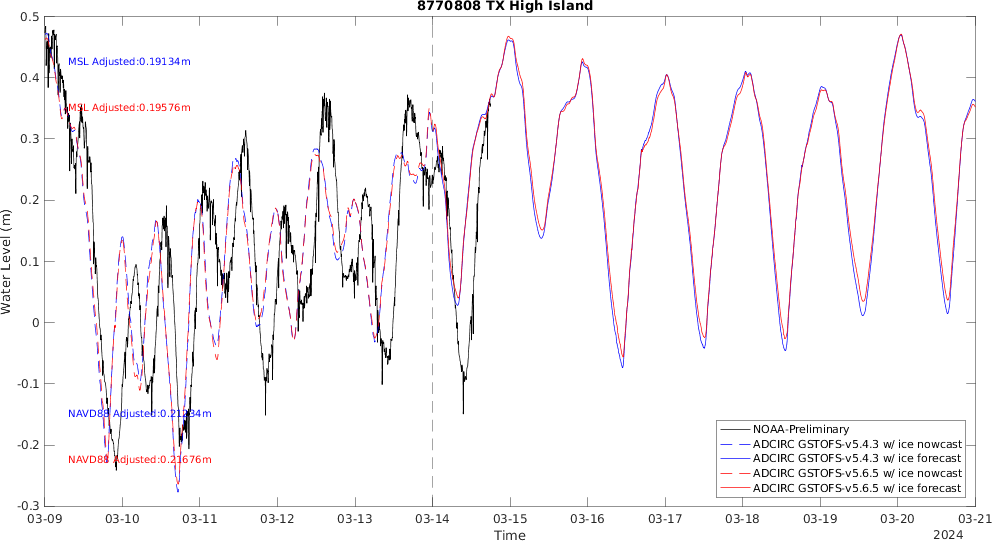 8770808 TX High Island
0.5
0.4
0.3
0.2
0.1
0
-0.1
-0.2
-0.3
Water Level (m)
MSL Adjusted:0.19134m
MSL Adjusted:0.19576m
NAVD88 Adjusted:0.21234m
NAVD88 Adjusted:0.21676m
NOAA-Preliminary
ADCIRC GSTOFS-v5.4.3 w/ ice nowcast
ADCIRC GSTOFS-v5.4.3 w/ ice forecast
ADCIRC GSTOFS-v5.6.5 w/ ice nowcast
ADCIRC GSTOFS-v5.6.5 w/ ice forecast
03-09 03-10 03-11 03-12 03-13 03-14 03-15 03-16 03-17 03-18 03-19 03-20 03-21
Time
2024